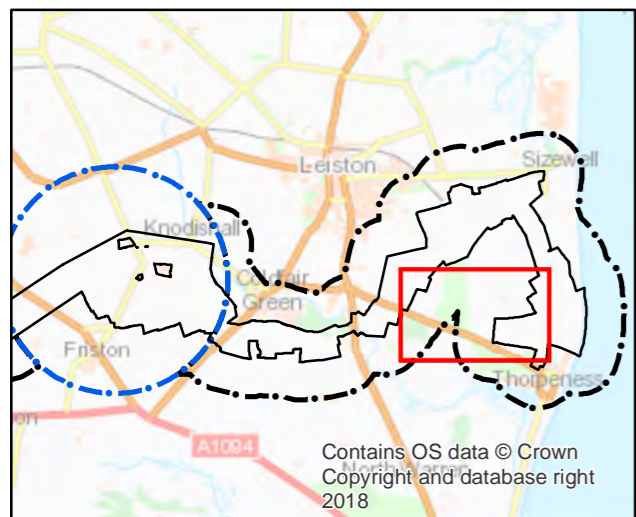 Leiston
Sizewell
Knodishall
Coldfair
Green
Friston
Thorpeness
A1094
Contains OS data © Crown
Copyright and database right
2018